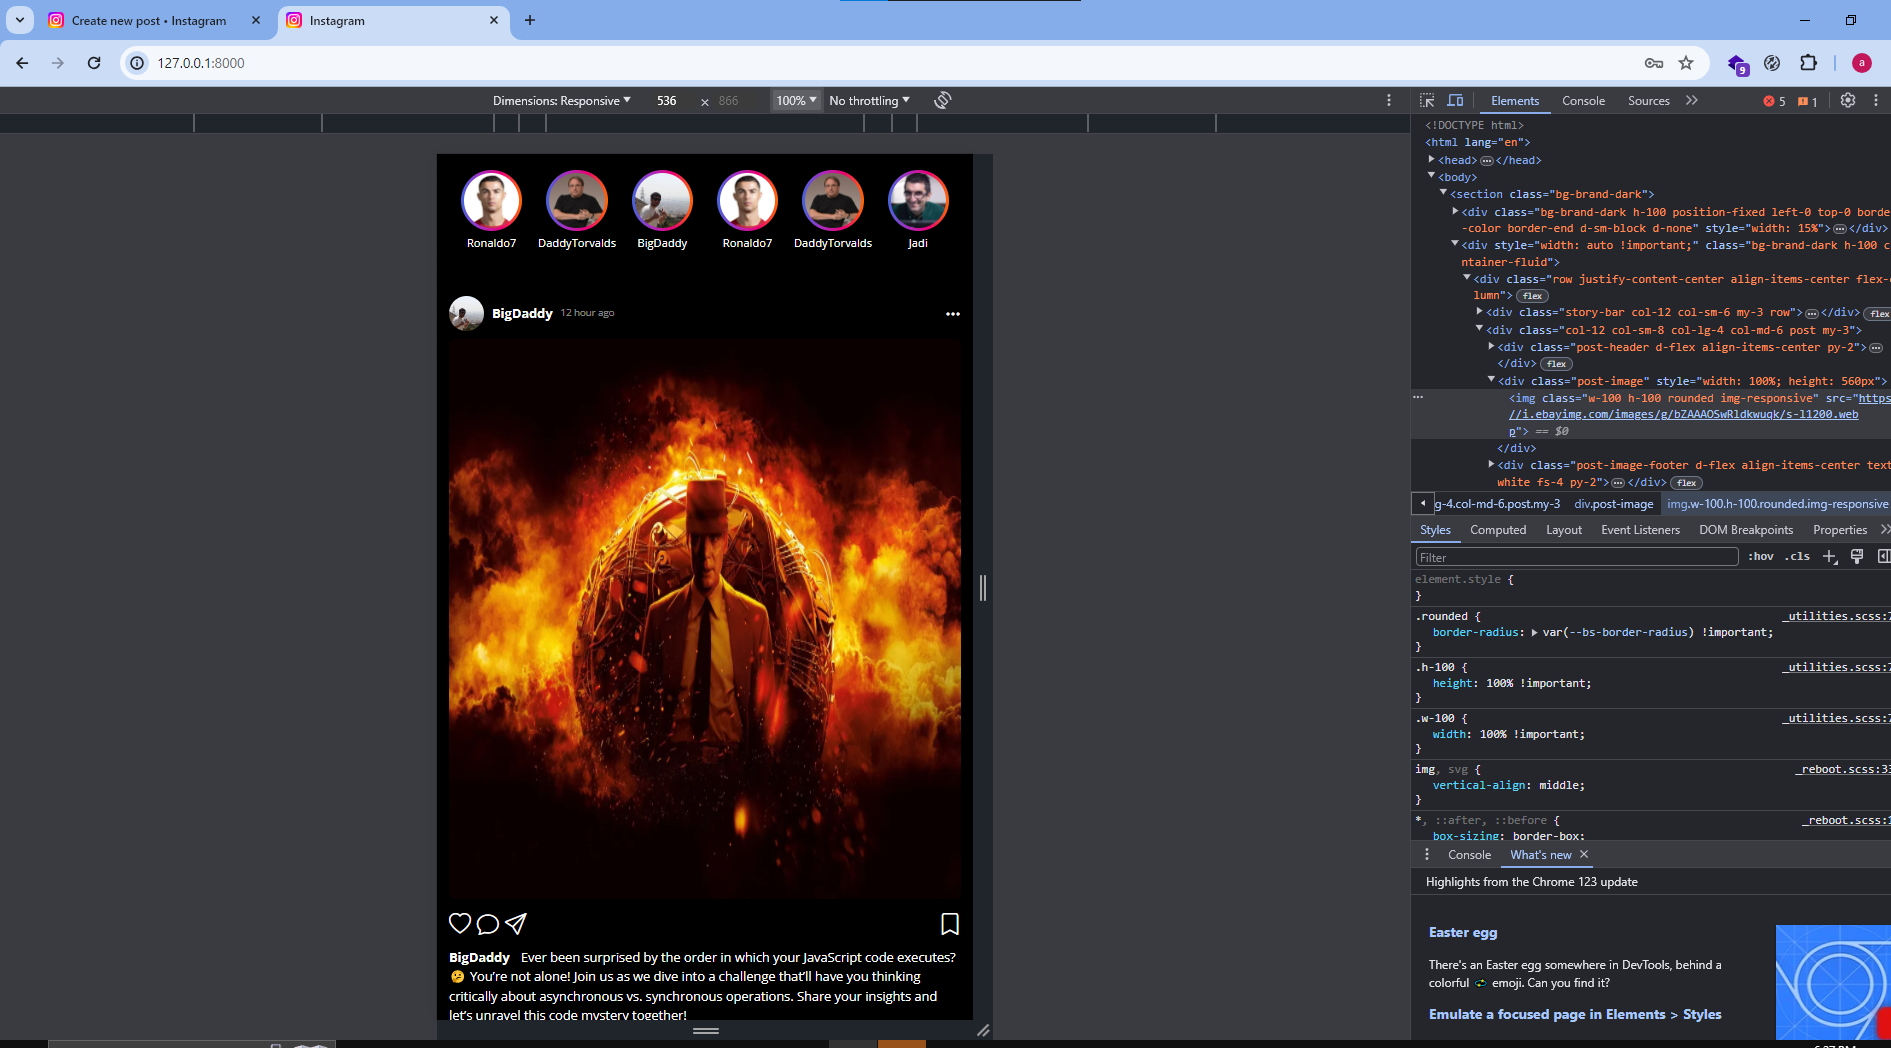 Create new post • Instagram
Instagram
127.0.0.1:8000
9
a
Dimensions: Responsive
536
×
866
100%
No throttling
Elements
Console
Sources
5
1
Ronaldo7
DaddyTorvalds
BigDaddy
Ronaldo7
DaddyTorvalds
Jadi
BigDaddy
12 hour ago
BigDaddy Ever been surprised by the order in which your JavaScript code executes?
🤔 You’re not alone! Join us as we dive into a challenge that’ll have you thinking
critically about asynchronous vs. synchronous operations. Share your insights and
let’s unravel this code mystery together!
<!DOCTYPE html>
<html lang="en">
<head> </head>
<body>
<section class="bg-brand-dark">
<div class="bg-brand-dark h-100 position-fixed left-0 top-0 borde
-color border-end d-sm-block d-none" style="width: 15%"> </div>
<div style="width: auto !important;" class="bg-brand-dark h-100 c
ntainer-fluid">
<div class="row justify-content-center align-items-center flex-
lumn"> flex
<div class="story-bar col-12 col-sm-6 my-3 row"> </div> flex
<div class="col-12 col-sm-8 col-lg-4 col-md-6 post my-3">
<div class="post-header d-flex align-items-center py-2">
</div> flex
<div class="post-image" style="width: 100%; height: 560px">
<img class="w-100 h-100 rounded img-responsive" src="https
//i.ebayimg.com/images/g/bZAAAOSwRldkwuqk/s-l1200.web
p"> == $0
</div>
<div class="post-image-footer d-flex align-items-center text
white fs-4 py-2"> </div> flex
g-4.col-md-6.post.my-3
div.post-image
img.w-100.h-100.rounded.img-responsive
Styles
Computed
Layout
Event Listeners
DOM Breakpoints
Properties
Filter
:hov
.cls
element.style {
}
.rounded {
_utilities.scss:7
border-radius: var(--bs-border-radius) !important;
}
.h-100 {
_utilities.scss:7
height: 100% !important;
}
.w-100 {
_utilities.scss:7
width: 100% !important;
}
img, svg {
_reboot.scss:33
vertical-align: middle;
}
*, ::after, ::before {
_reboot.scss:1
box-sizing: border-box;
Console
What's new
Highlights from the Chrome 123 update
Easter egg
There's an Easter egg somewhere in DevTools, behind a
colorful emoji. Can you find it?
Emulate a focused page in Elements > Styles